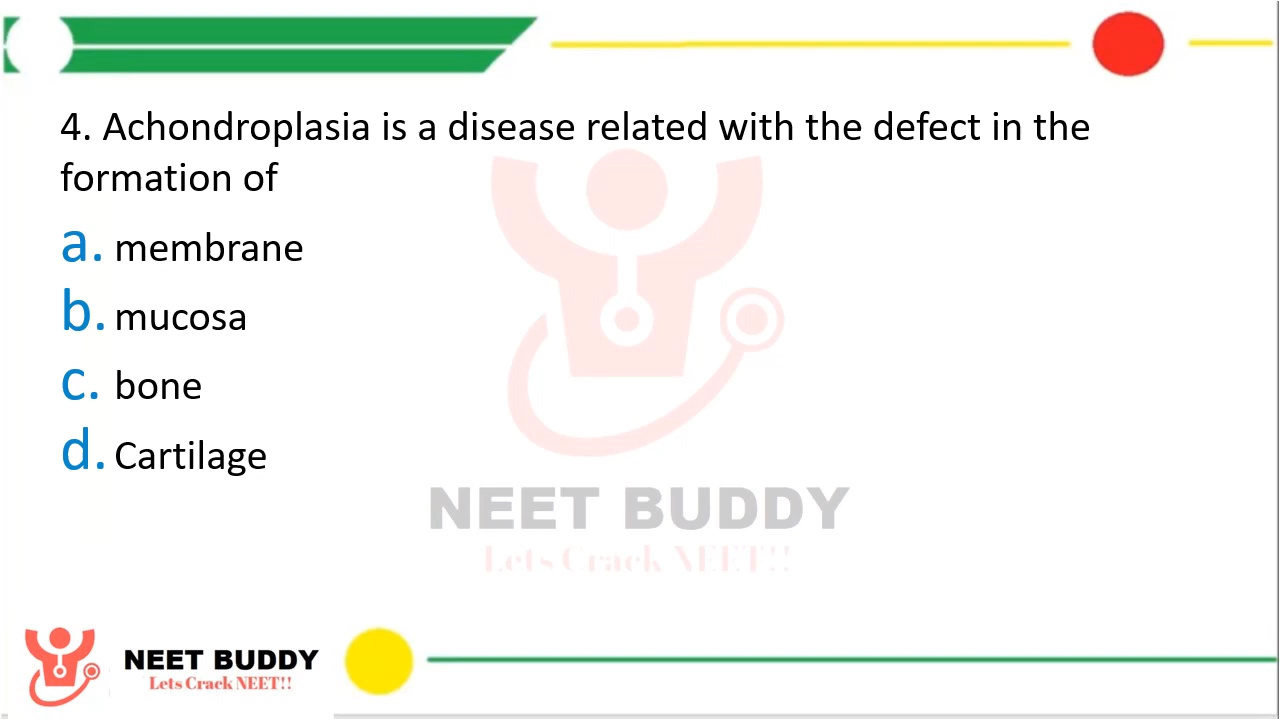 4. Achondroplasia is a disease related with the defect in the
formation of
a. membrane
b. mucosa
c. bone
d. Cartilage
NEET BUDDY
Lets Crack NEET!!
NEET BUDDY
Lets Crack NEET!!